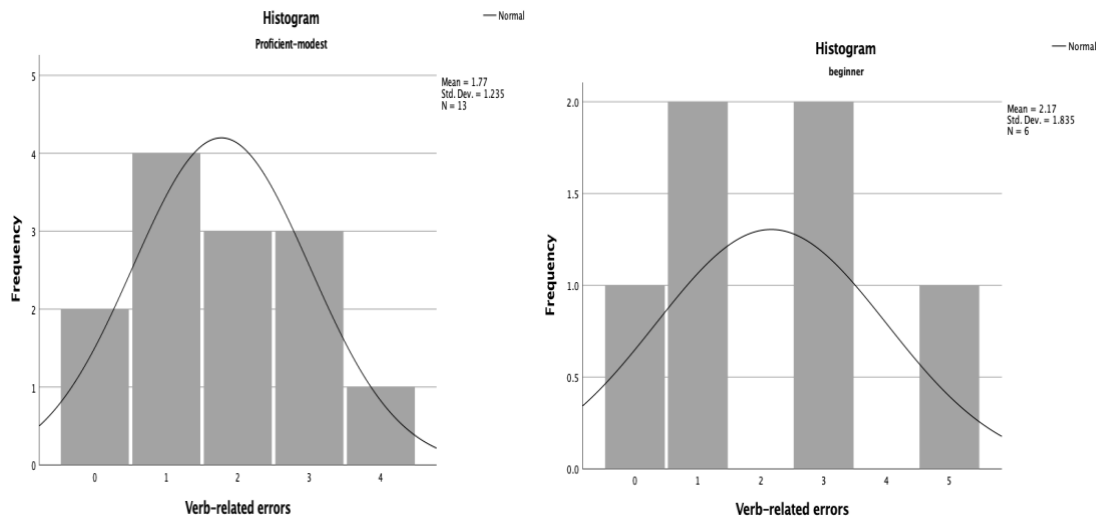 Histogram
Normal
Proficient-modest
Mean = 1.77
Std. Dev. = 1.235
N = 13
5
4
3
2
1
0
Frequency
0 1 2 3 4
Verb-related errors
Histogram
Normal
beginner
Mean = 2.17
Std. Dev. = 1.835
N = 6
2.0
1.5
1.0
0.5
0.0
Frequency
0 1 2 3 4 5
Verb-related errors